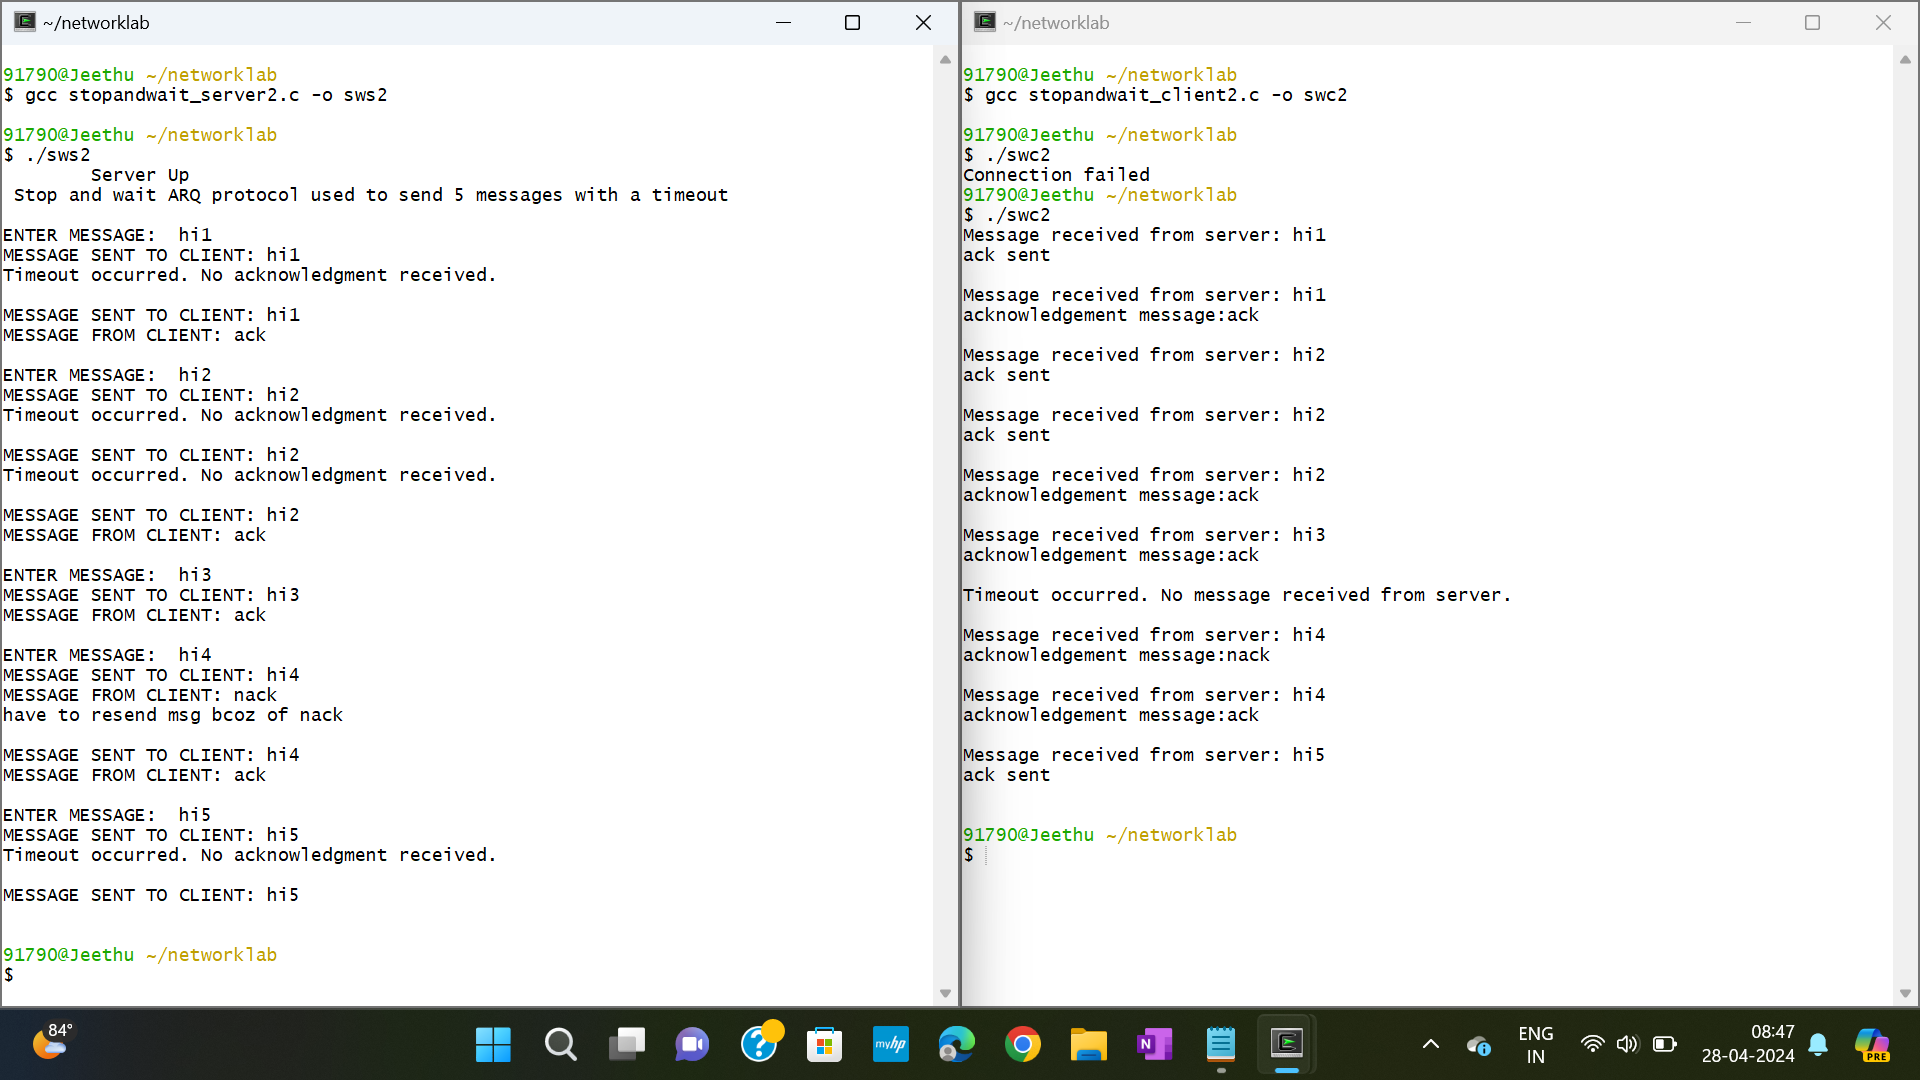 ~/networklab
91790@Jeethu ~/networklab
$ gcc stopandwait_server2.c -o sws2
91790@Jeethu ~/networklab
$ ./sws2
Server Up
Stop and wait ARQ protocol used to send 5 messages with a timeout
ENTER MESSAGE:  hi1
MESSAGE SENT TO CLIENT: hi1
Timeout occurred. No acknowledgment received.
MESSAGE SENT TO CLIENT: hi1
MESSAGE FROM CLIENT: ack
ENTER MESSAGE:  hi2
MESSAGE SENT TO CLIENT: hi2
Timeout occurred. No acknowledgment received.
MESSAGE SENT TO CLIENT: hi2
Timeout occurred. No acknowledgment received.
MESSAGE SENT TO CLIENT: hi2
MESSAGE FROM CLIENT: ack
ENTER MESSAGE:  hi3
MESSAGE SENT TO CLIENT: hi3
MESSAGE FROM CLIENT: ack
ENTER MESSAGE:  hi4
MESSAGE SENT TO CLIENT: hi4
MESSAGE FROM CLIENT: nack
have to resend msg bcoz of nack
MESSAGE SENT TO CLIENT: hi4
MESSAGE FROM CLIENT: ack
ENTER MESSAGE:  hi5
MESSAGE SENT TO CLIENT: hi5
Timeout occurred. No acknowledgment received.
MESSAGE SENT TO CLIENT: hi5
91790@Jeethu ~/networklab
$
~/networklab
91790@Jeethu ~/networklab
$ gcc stopandwait_client2.c -o swc2
91790@Jeethu ~/networklab
$ ./swc2
Connection failed
91790@Jeethu ~/networklab
$ ./swc2
Message received from server: hi1
ack sent
Message received from server: hi1
acknowledgement message:ack
Message received from server: hi2
ack sent
Message received from server: hi2
ack sent
Message received from server: hi2
acknowledgement message:ack
Message received from server: hi3
acknowledgement message:ack
Timeout occurred. No message received from server.
Message received from server: hi4
acknowledgement message:nack
Message received from server: hi4
acknowledgement message:ack
Message received from server: hi5
ack sent
91790@Jeethu ~/networklab
$
84°
myhp
N
ENG
IN
08:47
28-04-2024
PRE